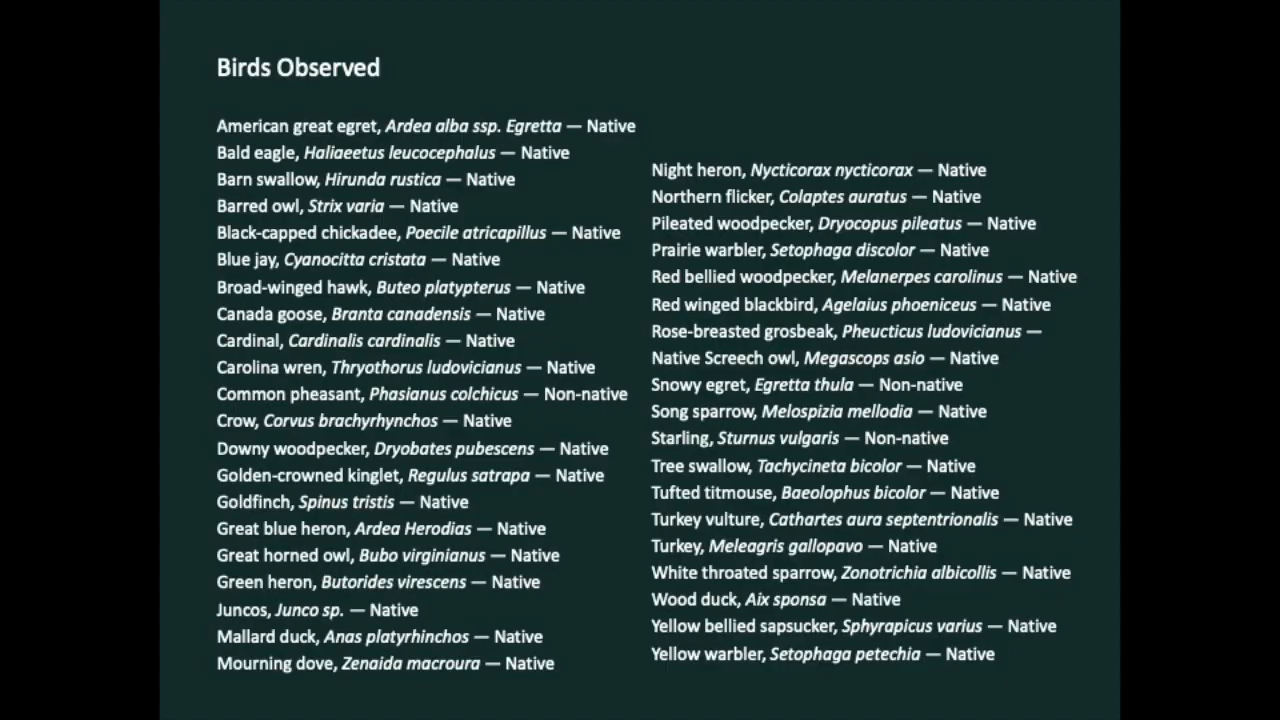 Birds Observed
American great egret, Ardea alba ssp. Egretta — Native
Bald eagle, Haliaeetus leucocephalus — Native
Barn swallow, Hirunda rustica — Native
Barred owl, Strix varia — Native
Black-capped chickadee, Poecile atricapillus — Native
Blue jay, Cyanocitta cristata — Native
Broad-winged hawk, Buteo platypterus — Native
Canada goose, Branta canadensis — Native
Cardinal, Cardinalis cardinalis — Native
Carolina wren, Thryothorus ludovicianus — Native
Common pheasant, Phasianus colchicus — Non-native
Crow, Corvus brachyrhynchos — Native
Downy woodpecker, Dryobates pubescens — Native
Golden-crowned kinglet, Regulus satrapa — Native
Goldfinch, Spinus tristis — Native
Great blue heron, Ardea Herodias — Native
Great horned owl, Bubo virginianus — Native
Green heron, Butorides virescens — Native
Juncos, Junco sp. — Native
Mallard duck, Anas platyrhinchos — Native
Mourning dove, Zenaida macroura — Native
Night heron, Nycticorax nycticorax — Native
Northern flicker, Colaptes auratus — Native
Pileated woodpecker, Dryocopus pileatus — Native
Prairie warbler, Setophaga discolor — Native
Red bellied woodpecker, Melanerpes carolinus — Native
Red winged blackbird, Agelaius phoeniceus — Native
Rose-breasted grosbeak, Pheucticus ludovicianus —
Native Screech owl, Megascops asio — Native
Snowy egret, Egretta thula — Non-native
Song sparrow, Melospizia mellodia — Native
Starling, Sturnus vulgaris — Non-native
Tree swallow, Tachycineta bicolor — Native
Tufted titmouse, Baeolophus bicolor — Native
Turkey vulture, Cathartes aura septentrionalis — Native
Turkey, Meleagris gallopavo — Native
White throated sparrow, Zonotrichia albicollis — Native
Wood duck, Aix sponsa — Native
Yellow bellied sapsucker, Sphyrapicus varius — Native
Yellow warbler, Setophaga petechia — Native